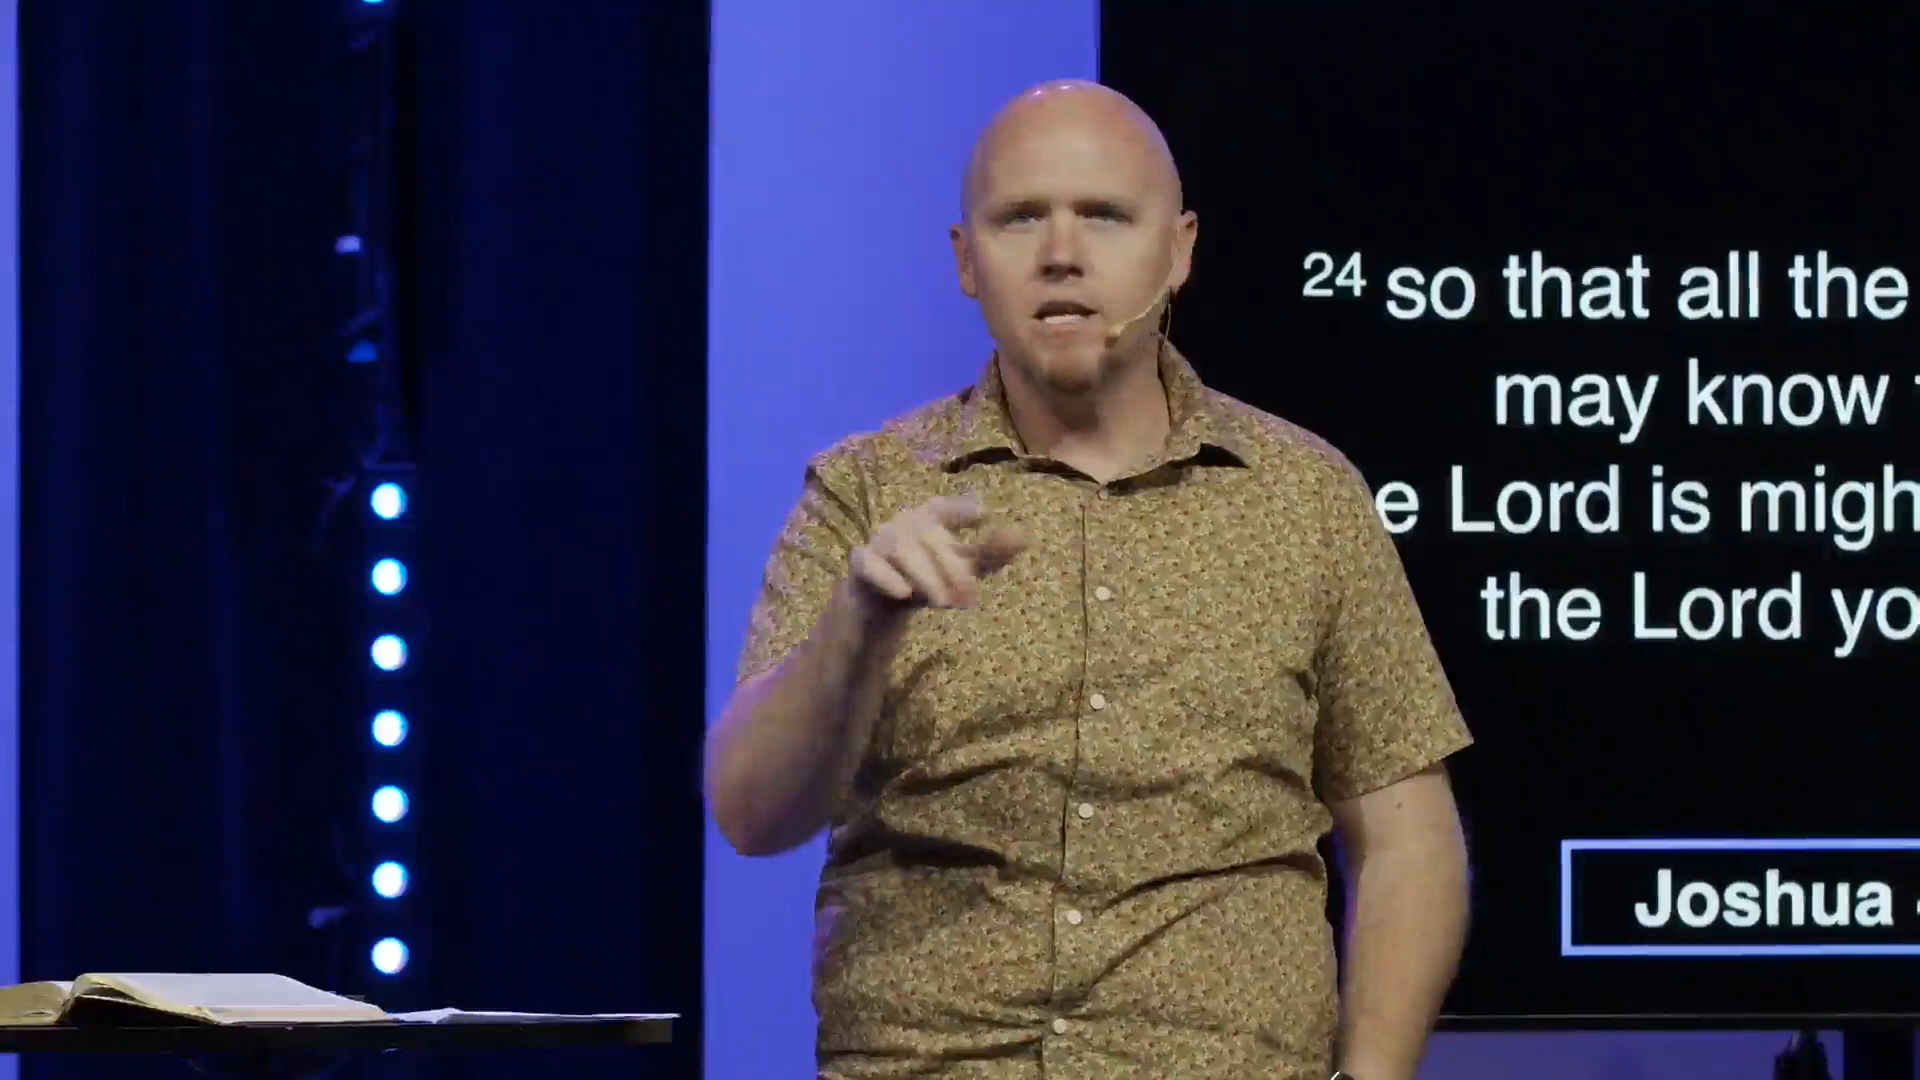 24 so that all the
may know
e Lord is migh
the Lord yo
Joshua